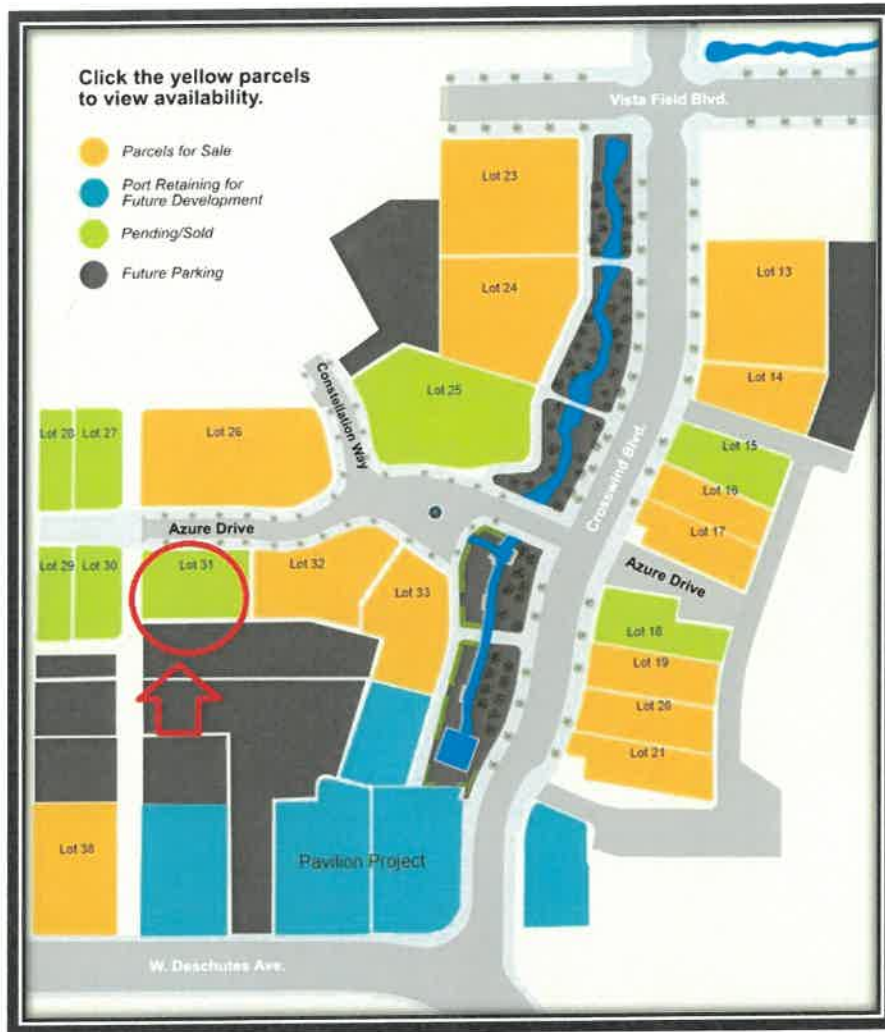 Click the yellow parcels
to view availability.
Parcels for Sale
Port Retaining for
Future Development
Pending/Sold
Future Parking
Vista Field Blvd.
Lot 23
Lot 13
Lot 24
Lot 14
Constellation Way
Lot 25
Lot 28
Lot 27
Lot 26
Crosswind Blvd.
Lot 15
Lot 16
Lot 17
Azure Drive
Azure Drive
Lot 29
Lot 30
Lot 31
Lot 32
Lot 33
Lot 18
Lot 19
Lot 20
Lot 21
Lot 38
Pavilion Project
W. Deschutes Ave.